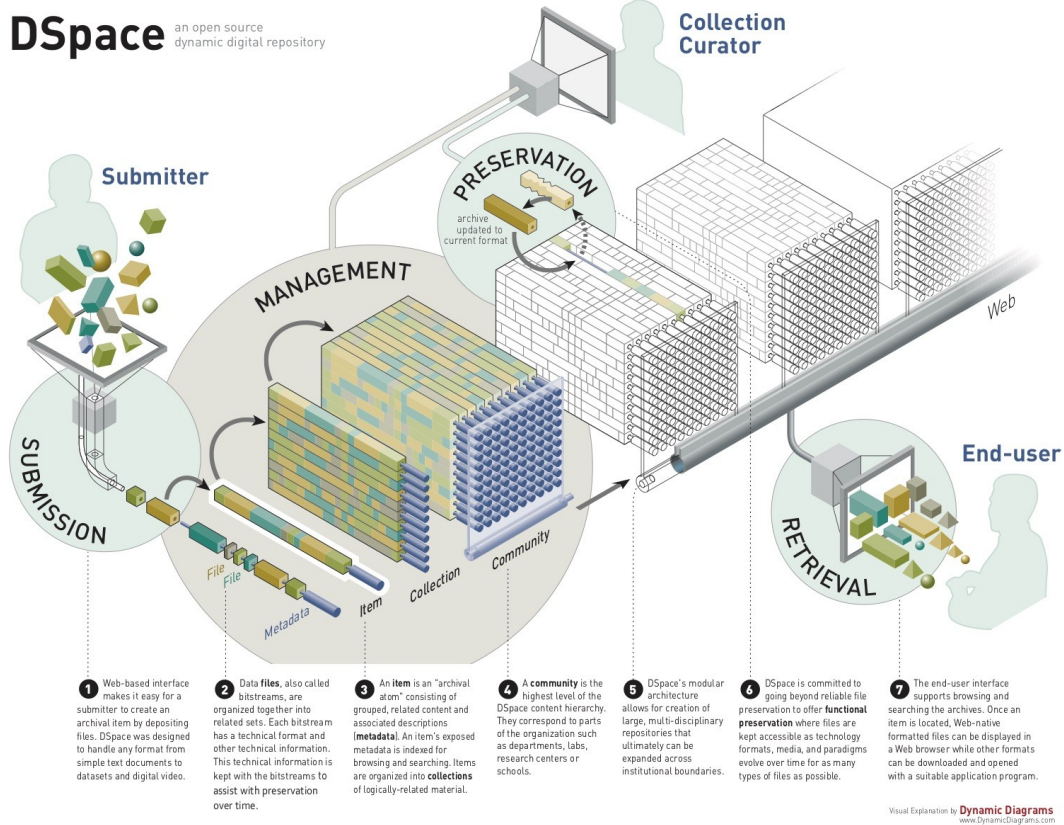 DSpace
an open source
dynamic digital repository
Collection
Curator
Submitter
PRESERVATION
archive
updated to
current format
MANAGEMENT
Web
SUBMISSION
End-user
RETRIEVAL
File
File
Metadata
Item
Collection
Community
1 Web-based interface
makes it easy for a
submitter to create an
archival item by depositing
files. DSpace was designed
to handle any format from
simple text documents to
datasets and digital video.
2 Data files, also called
bitstreams, are
organized together into
related sets. Each bitstream
has a technical format and
other technical information.
This technical information is
kept with the bitstreams to
assist with preservation
over time.
3 An item is an "archival
atom" consisting of
grouped, related content and
associated descriptions
(metadata). An item's exposed
metadata is indexed for
browsing and searching. Items
are organized into collections
of logically-related material.
4 A community is the
highest level of the
DSpace content hierarchy.
They correspond to parts
of the organization such
as departments, labs,
research centers or
schools.
5 DSpace's modular
architecture
allows for creation of
large, multi-disciplinary
repositories that
ultimately can be
expanded across
institutional boundaries.
6 DSpace is committed to
going beyond reliable file
preservation to offer functional
preservation where files are
kept accessible as technology
formats, media, and paradigms
evolve over time for as many
types of files as possible.
7 The end-user interface
supports browsing and
searching the archives. Once an
item is located, Web-native
formatted files can be displayed in
a Web browser while other formats
can be downloaded and opened
with a suitable application program.
Visual Explanation by Dynamic Diagrams
www.DynamicDiagrams.com